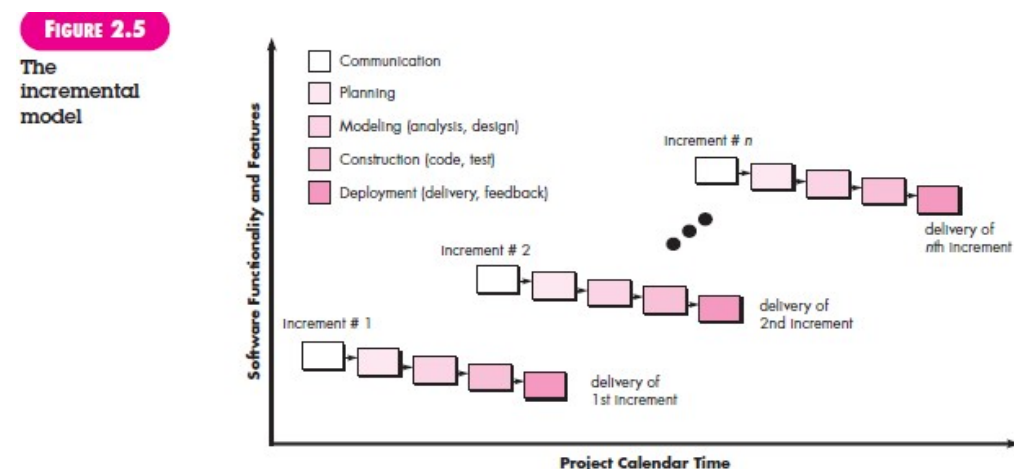 FIGURE 2.5
The
incremental
model
Software Functionality and Features
Communication
Planning
Modeling (analysis, design)
Construction (code, test)
Deployment (delivery, feedback)
increment # n
delivery of
nth increment
increment # 2
delivery of
2nd increment
increment # 1
delivery of
1st increment
Project Calendar Time